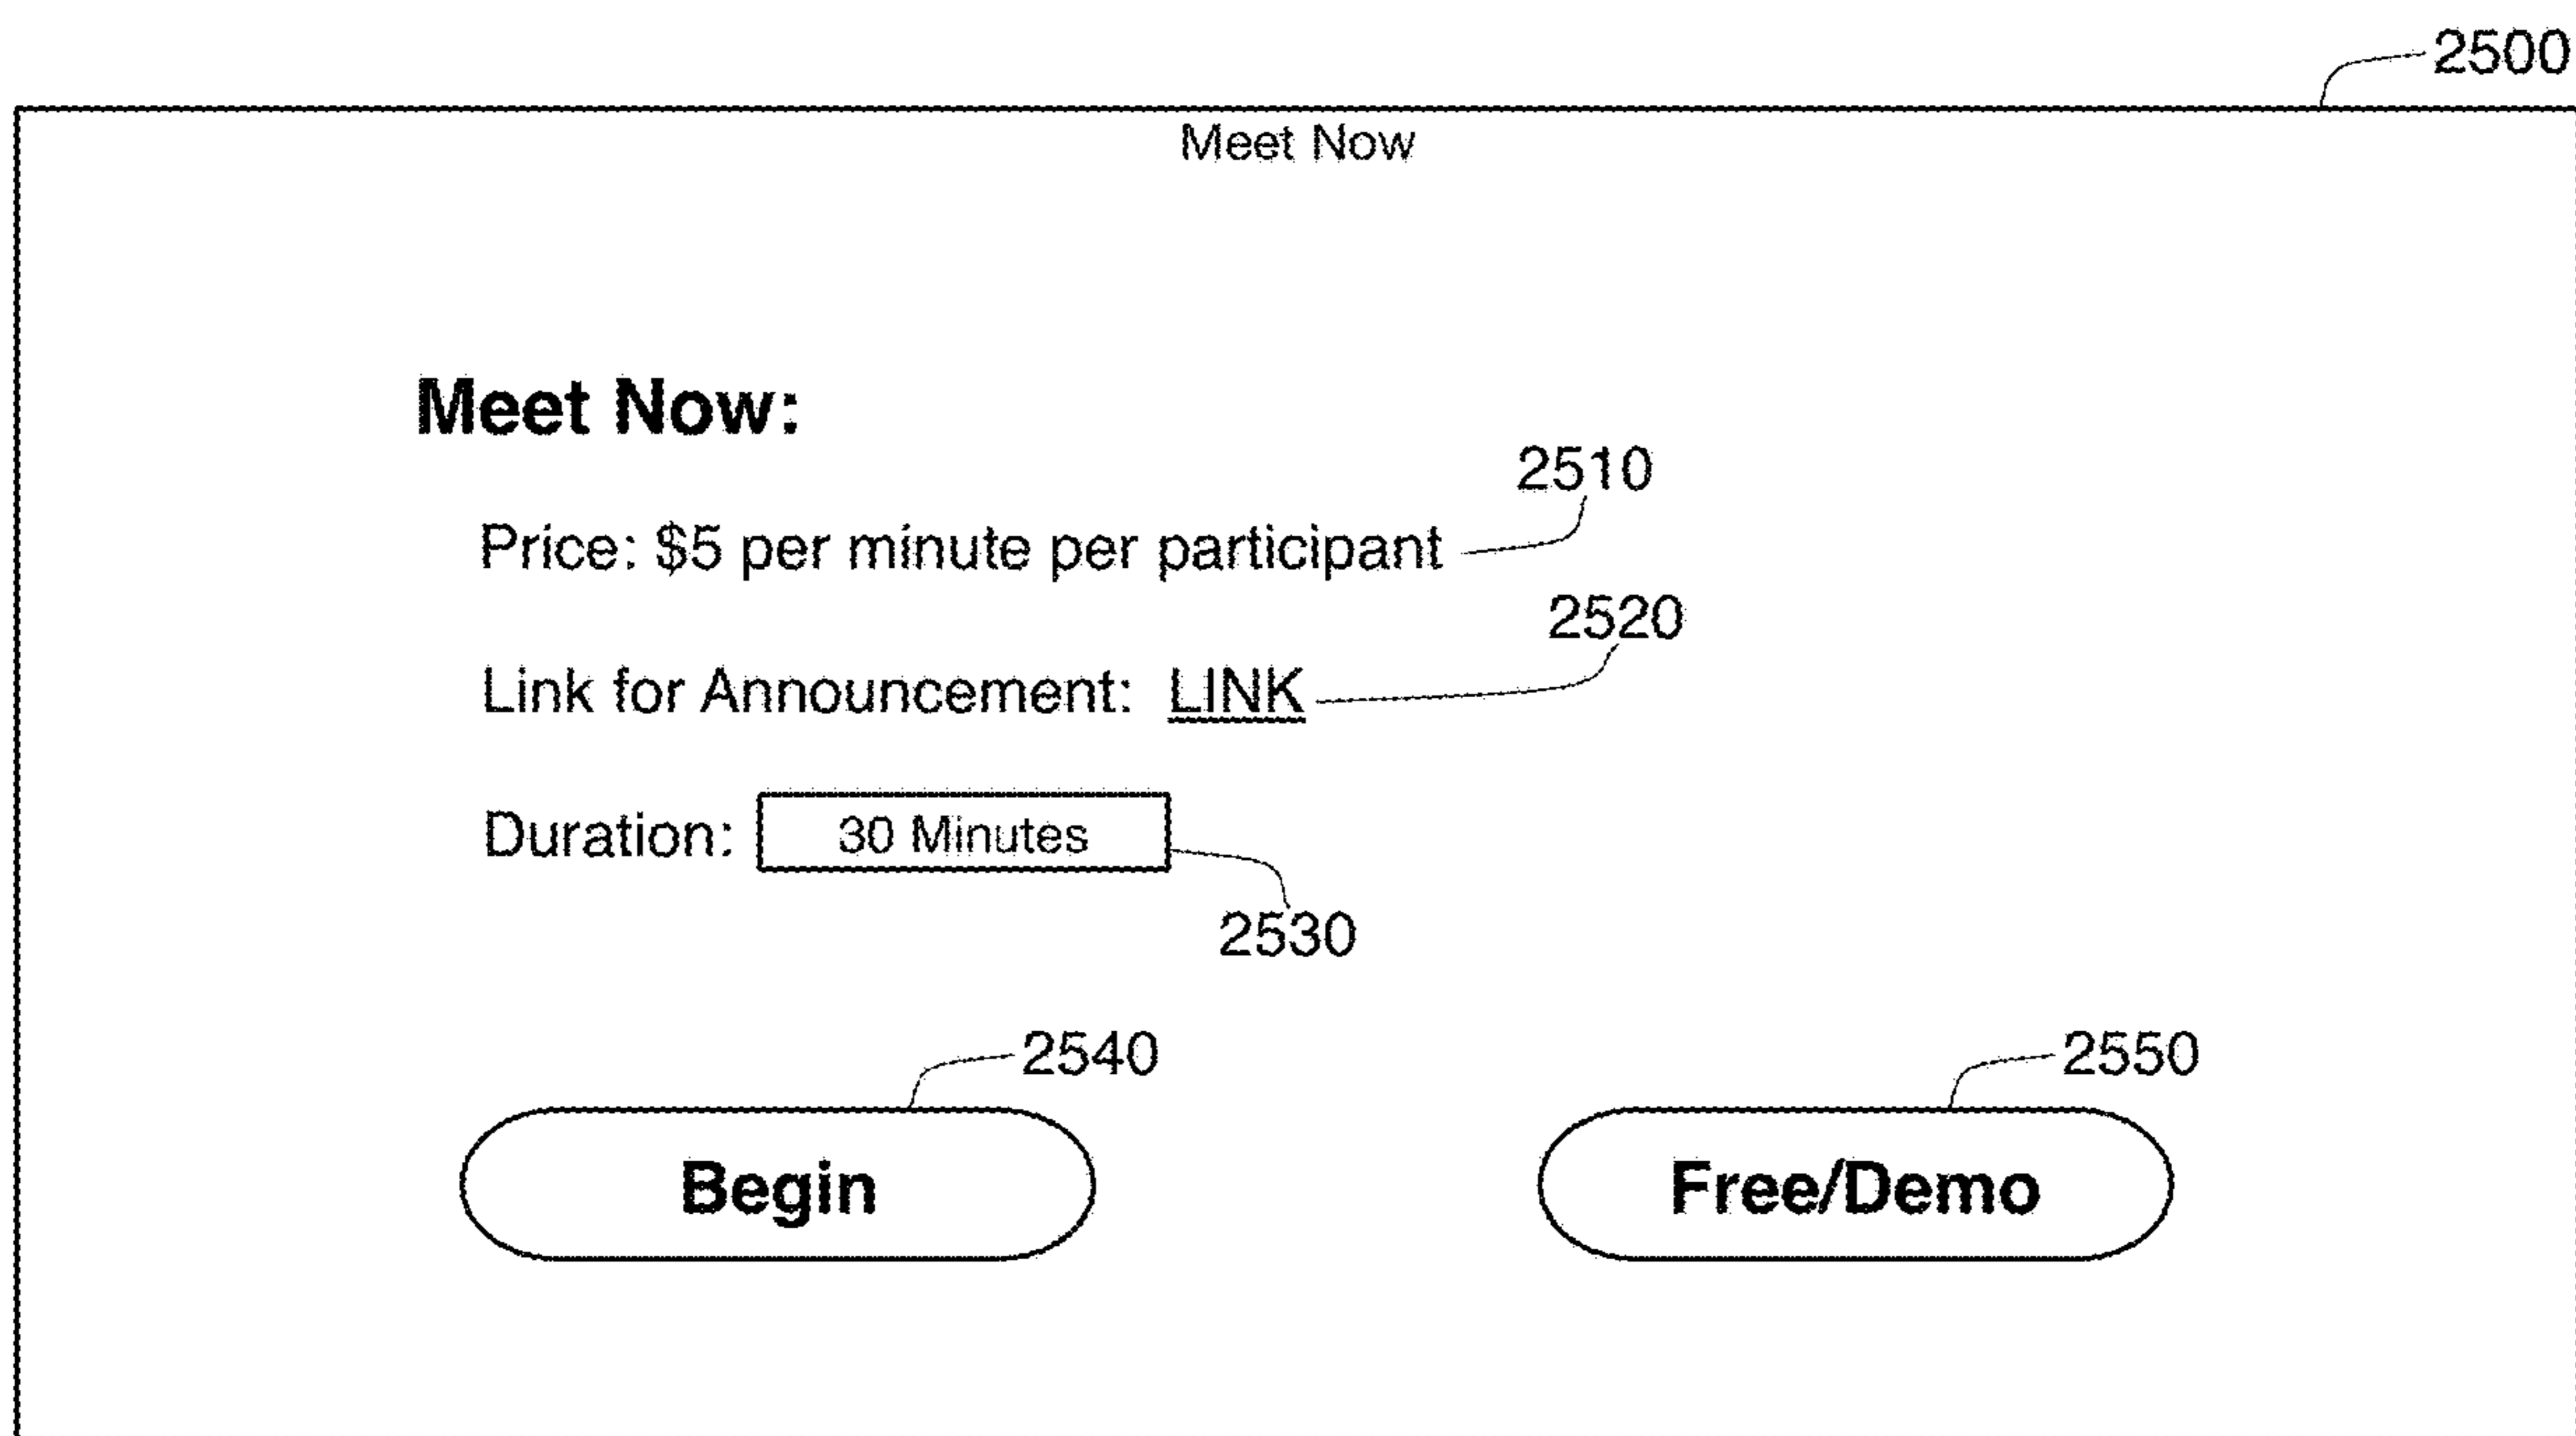 2500
Meet Now
Meet Now:
2510
Price: $5 per minute per participant
2520
Link for Announcement: LINK
Duration: 30 Minutes
2530
2540
2550
Begin
Free/Demo